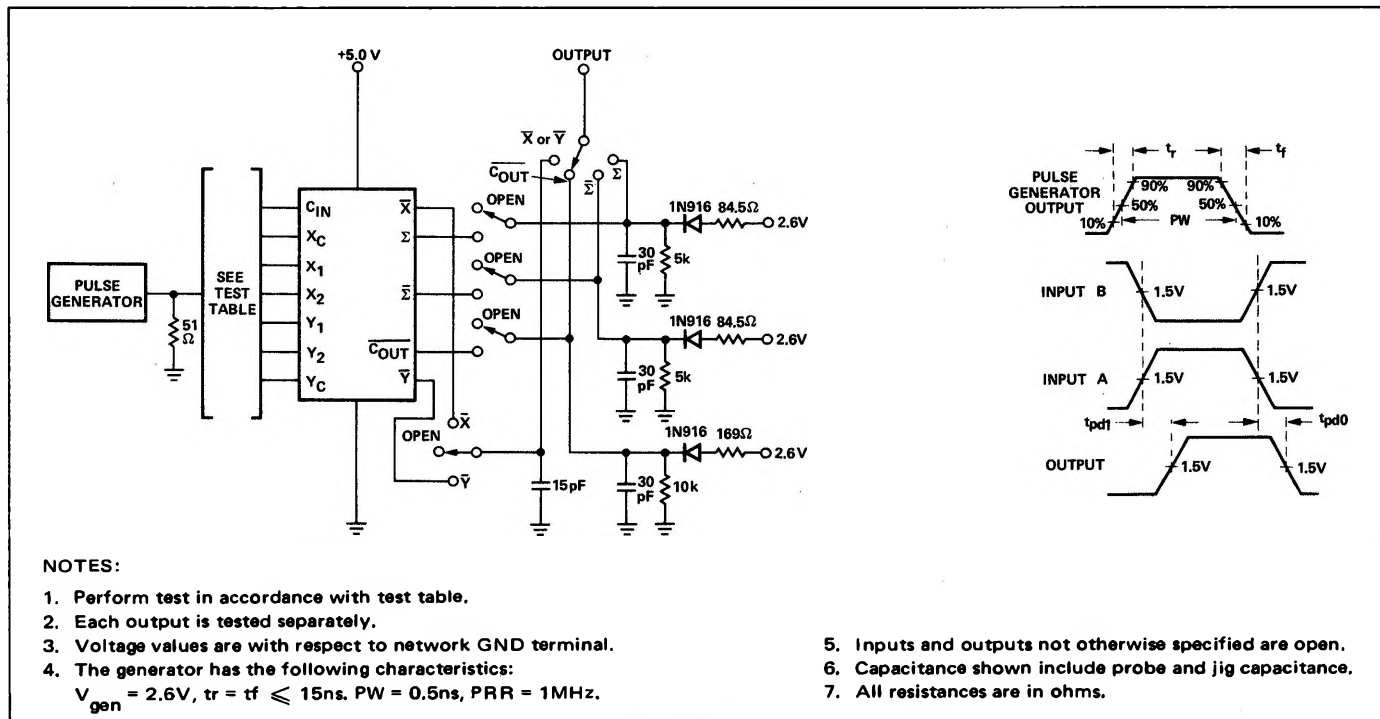 +5.0 V
OUTPUT
X̅ or Y̅
C̅O̅U̅T̅
Σ̅
Σ
PULSE
GENERATOR
51
Ω
SEE
TEST
TABLE
CIN
XC
X1
X2
Y1
Y2
YC
X̅
Σ
Σ̅
C̅O̅U̅T̅
Y̅
OPEN
OPEN
OPEN
OPEN
X̅
Y̅
1N916 84.5Ω
2.6V
30
pF
5k
1N916 84.5Ω
2.6V
30
pF
5k
1N916 169Ω
2.6V
15pF
30
pF
10k
PULSE
GENERATOR
OUTPUT
tr
tf
90% 90%
50% 50%
10% PW 10%
INPUT B
1.5V 1.5V
INPUT A
1.5V 1.5V
tpd1 tpd0
OUTPUT
1.5V 1.5V
NOTES:
1. Perform test in accordance with test table.
2. Each output is tested separately.
3. Voltage values are with respect to network GND terminal.
4. The generator has the following characteristics:
Vgen = 2.6V, tr = tf ⩽ 15ns. PW = 0.5ns, PRR = 1MHz.
5. Inputs and outputs not otherwise specified are open.
6. Capacitance shown include probe and jig capacitance.
7. All resistances are in ohms.